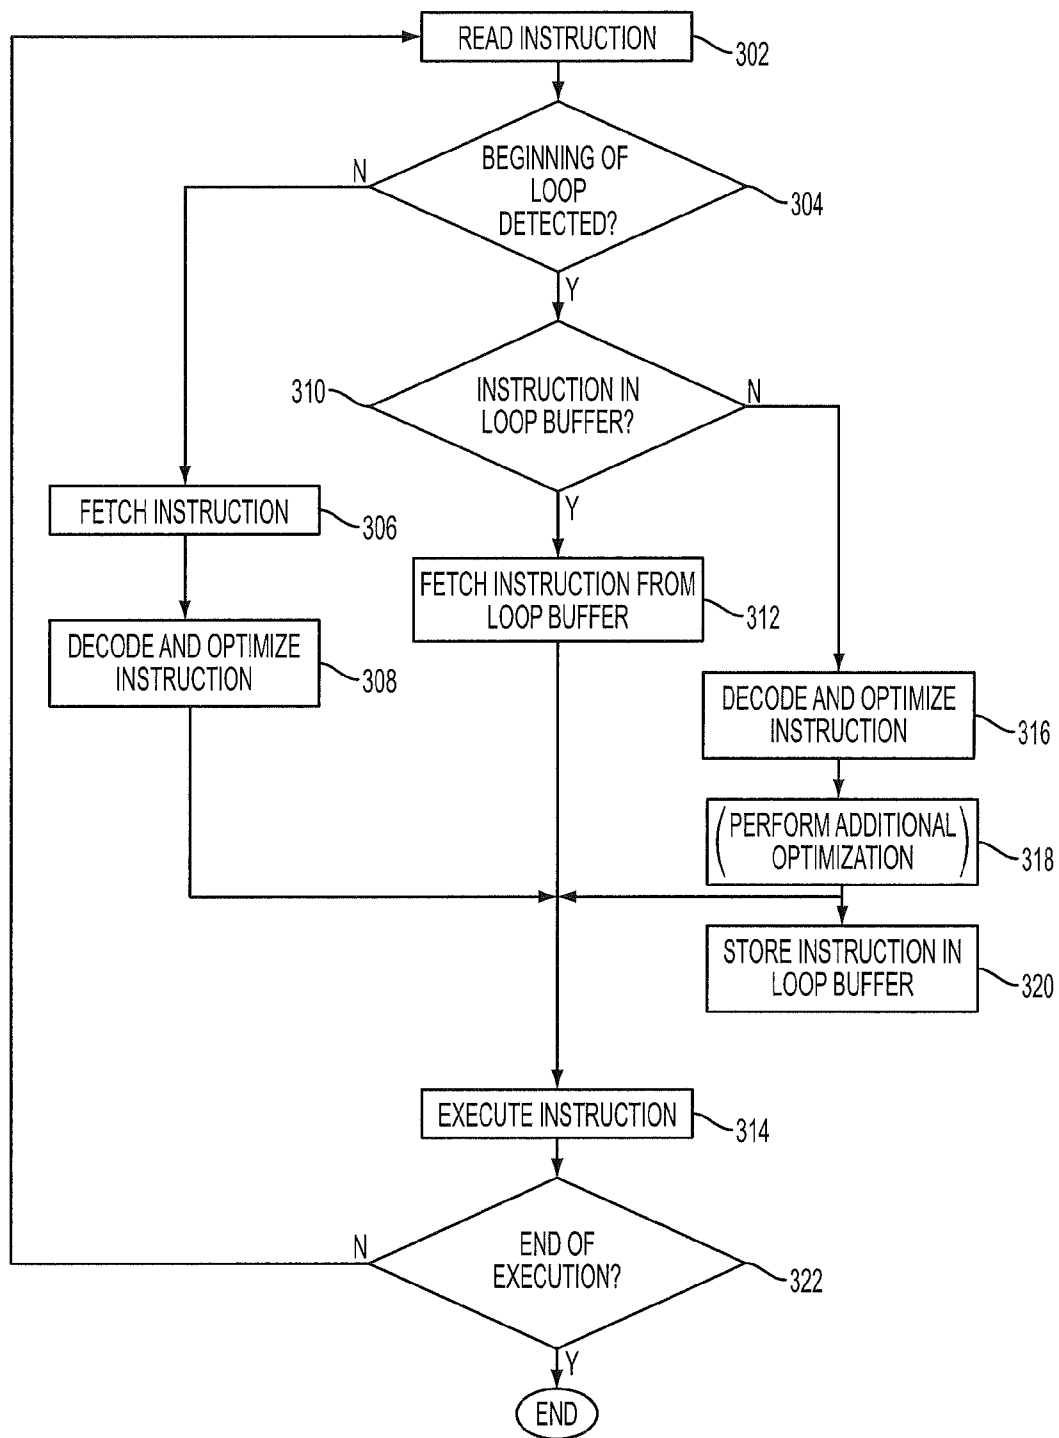 READ INSTRUCTION
302
BEGINNING OF
LOOP
DETECTED?
304
N
Y
310
INSTRUCTION IN
LOOP BUFFER?
N
Y
FETCH INSTRUCTION
306
FETCH INSTRUCTION FROM
LOOP BUFFER
312
DECODE AND OPTIMIZE
INSTRUCTION
308
DECODE AND OPTIMIZE
INSTRUCTION
316
(PERFORM ADDITIONAL
OPTIMIZATION)
318
STORE INSTRUCTION IN
LOOP BUFFER
320
EXECUTE INSTRUCTION
314
N
END OF
EXECUTION?
322
Y
END